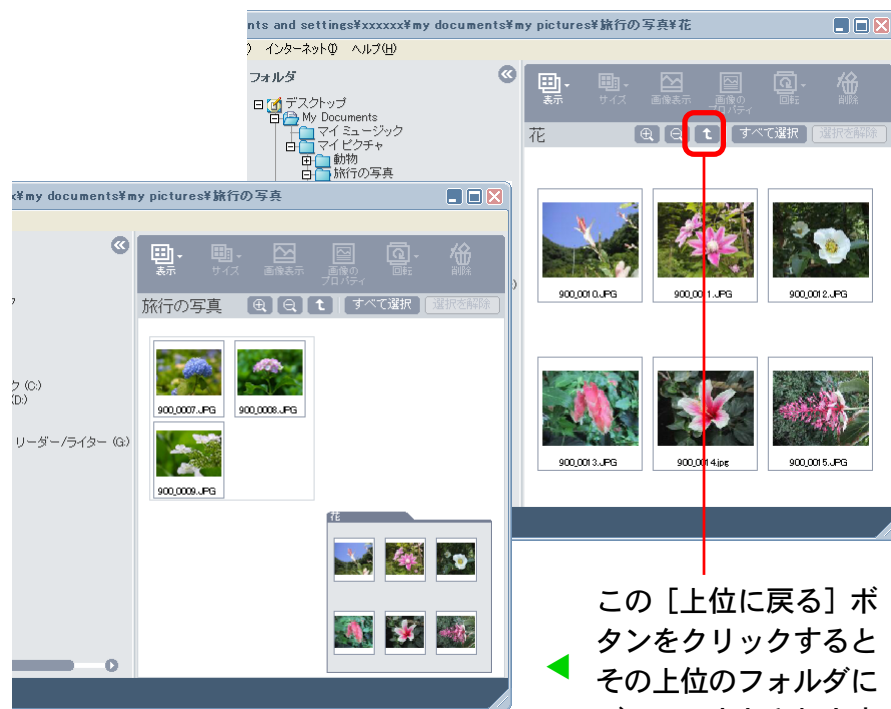 nts and settings¥xxxxxx¥my documents¥my pictures¥旅行の写真¥花
) インターネット(I) ヘルプ(H)
フォルダ
デスクトップ
My Documents
マイ ミュージック
マイ ピクチャ
動物
旅行の写真
表示
サイズ
画像表示
画像の
プロパティ
回転
削除
花
すべて選択
選択を解除
900_0010.JPG
900_0011.JPG
900_0012.JPG
900_0013.JPG
900_0014.jpg
900_0015.JPG
x¥my documents¥my pictures¥旅行の写真
表示
サイズ
画像表示
画像の
プロパティ
回転
削除
旅行の写真
すべて選択
選択を解除
ク (C:)
(D:)
リーダー/ライター (G:)
900_0007.JPG
900_0008.JPG
900_0009.JPG
花
この［上位に戻る］ボ
タンをクリックすると
その上位のフォルダに